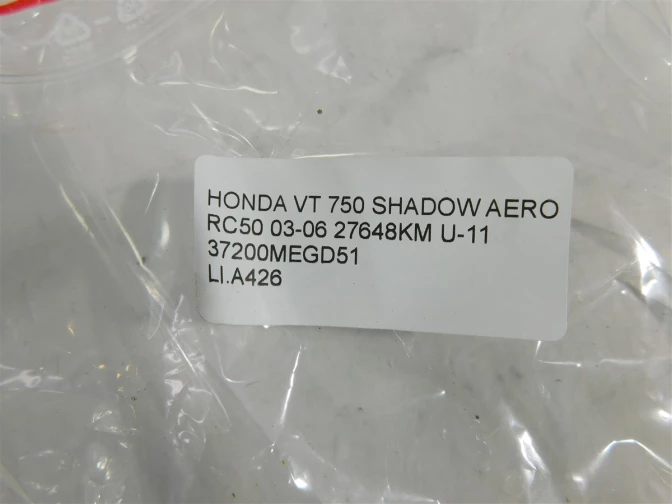 HONDA VT 750 SHADOW AERO
RC50 03-06 27648KM U-11
37200MEGD51
LI.A426